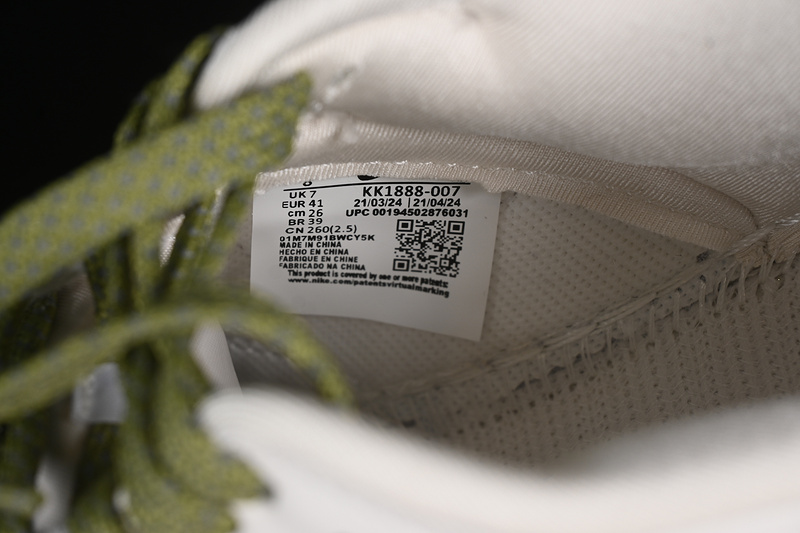 UK 7 KK1888-007
EUR 41 21/03/24 | 21/04/24
cm 26 UPC 00194502876031
BR 39
CN 260(2.5)
01M7M91BWCY5K
MADE IN CHINA
HECHO EN CHINA
FABRIQUE EN CHINE
FABRICADO NA CHINA
This product is covered by one or more patents:
www.nike.com/patentsvirtualmarking